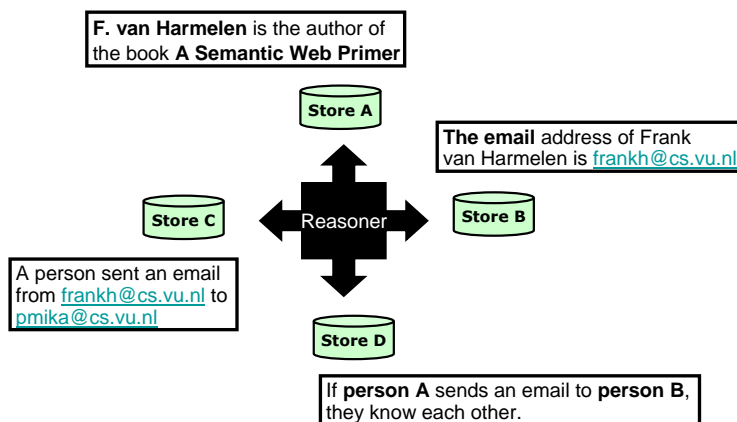 F. van Harmelen is the author of
the book A Semantic Web Primer
Store A
The email address of Frank
van Harmelen is frankh@cs.vu.nl
Store C
Reasoner
Store B
A person sent an email
from frankh@cs.vu.nl to
pmika@cs.vu.nl
Store D
If person A sends an email to person B,
they know each other.